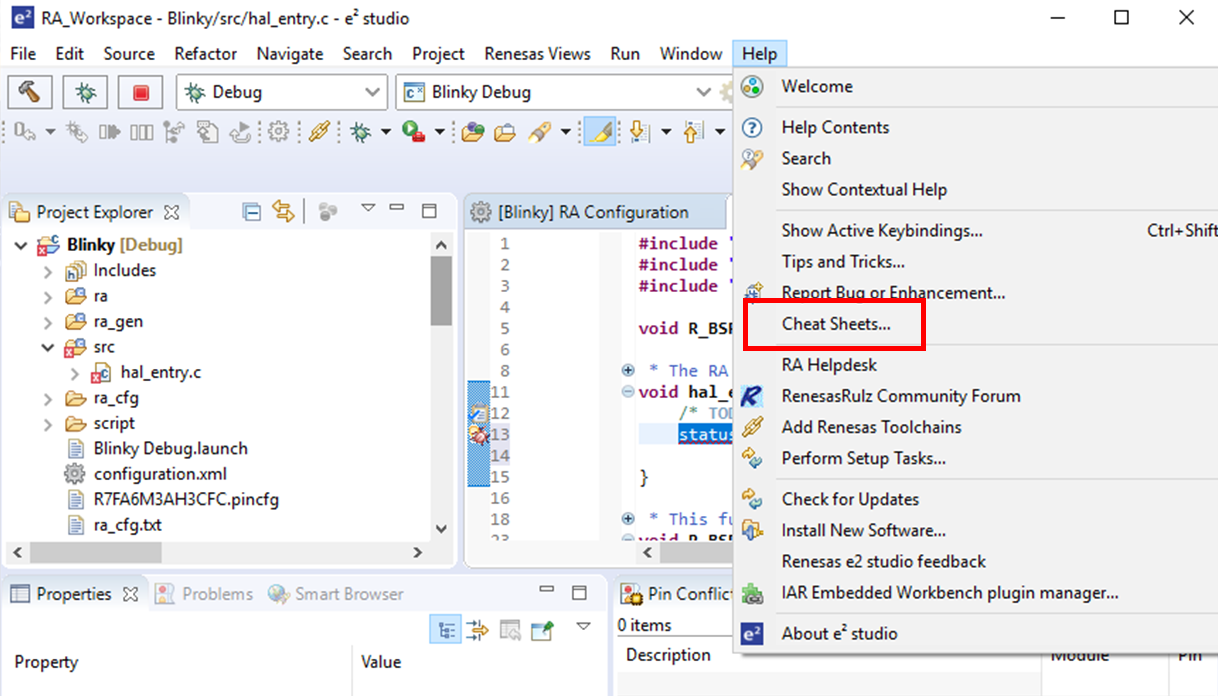 RA_Workspace - Blinky/src/hal_entry.c - e² studio
File Edit Source Refactor Navigate Search Project Renesas Views Run Window Help
Debug
Blinky Debug
Welcome
Help Contents
Search
Show Contextual Help
Show Active Keybindings... Ctrl+Shift
Tips and Tricks...
Report Bug or Enhancement...
Cheat Sheets...
RA Helpdesk
RenesasRulz Community Forum
Add Renesas Toolchains
Perform Setup Tasks...
Check for Updates
Install New Software...
Renesas e2 studio feedback
IAR Embedded Workbench plugin manager...
About e² studio
Project Explorer
Blinky [Debug]
Includes
ra
ra_gen
src
hal_entry.c
ra_cfg
script
Blinky Debug.launch
configuration.xml
R7FA6M3AH3CFC.pincfg
ra_cfg.txt
[Blinky] RA Configuration
1 #include "
2 #include "
3 #include "
4
5 void R_BSP
6
8 * The RA
11 void hal_e
12 /* TOD
13 status
14
15 }
16
18 * This fu
23 void R_BSP
Properties Problems Smart Browser
Property Value
Pin Conflict
0 items
Description Module Pin